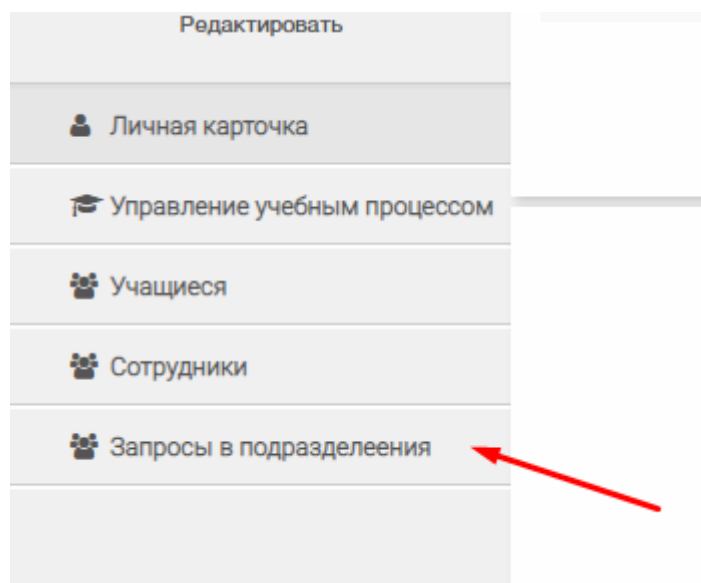 Редактировать
Личная карточка
Управление учебным процессом
Учащиеся
Сотрудники
Запросы в подразделеения